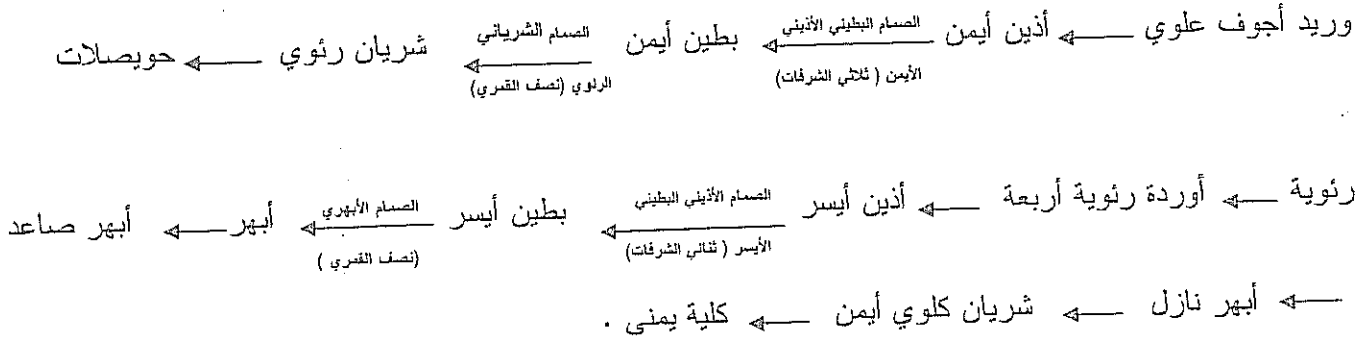 وريد أجوف علوي ← أذين أيمن ← الصمام البطيني الأذيني الأيمن ( ثلاثي الشرفات) بطين أيمن ← الصمام الشرياني الرئوي (نصف القمري) شريان رئوي ← حويصلات
رئوية ← أوردة رئوية أربعة ← أذين أيسر ← الصمام الأذيني البطيني الأيسر ( ثنائي الشرفات) بطين أيسر ← الصمام الأبهري (نصف القمري ) أبهر ← أبهر صاعد
← أبهر نازل ← شريان كلوي أيمن ← كلية يمنى .